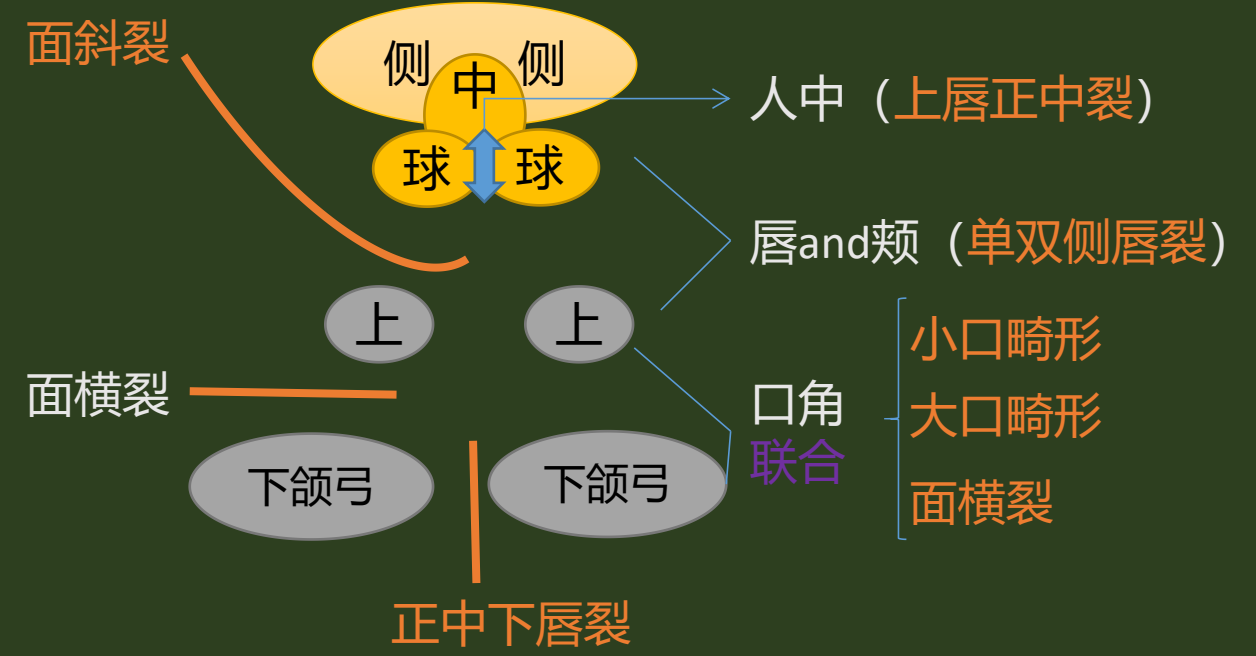 面斜裂
侧 中 侧
球 球
人中（上唇正中裂）
唇and颊（单双侧唇裂）
上 上
面横裂
口角
联合
小口畸形
大口畸形
面横裂
下颌弓 下颌弓
正中下唇裂